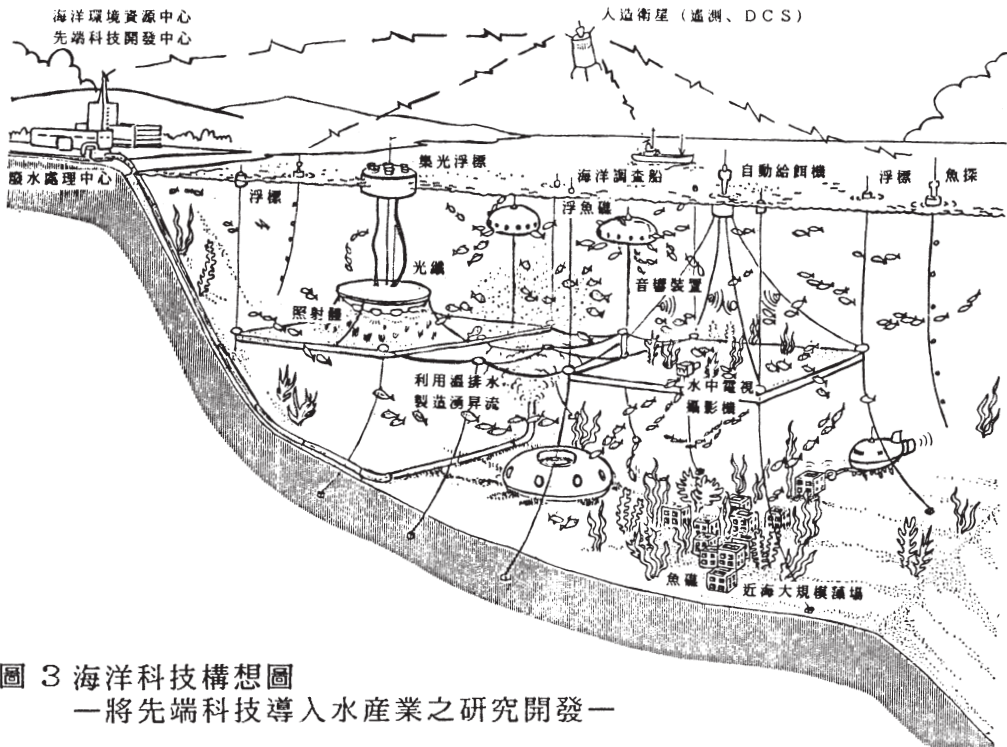 海洋環境資源中心
先端科技開發中心
人造衛星（遙測、DCS）
廢水處理中心
浮標
集光浮標
海洋調查船
自動給餌機
浮標
魚探
浮魚礁
光纖
音響裝置
照射體
利用溫排水
製造湧昇流
水中電視
攝影機
魚礁
近海大規模藻場
圖 3 海洋科技構想圖
—將先端科技導入水産業之研究開發—